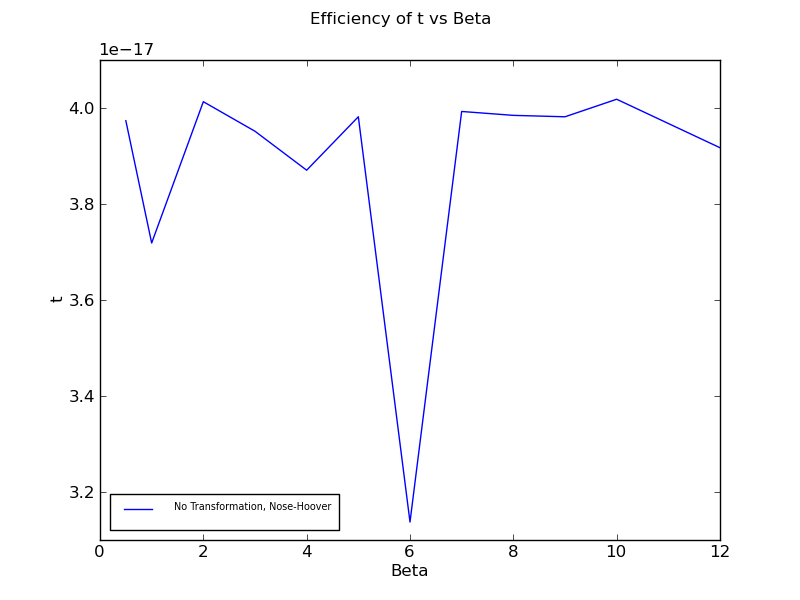 Efficiency of t vs Beta
1e−17
4.0
3.8
3.6
3.4
3.2
t
No Transformation, Nose-Hoover
0 2 4 6 8 10 12
Beta